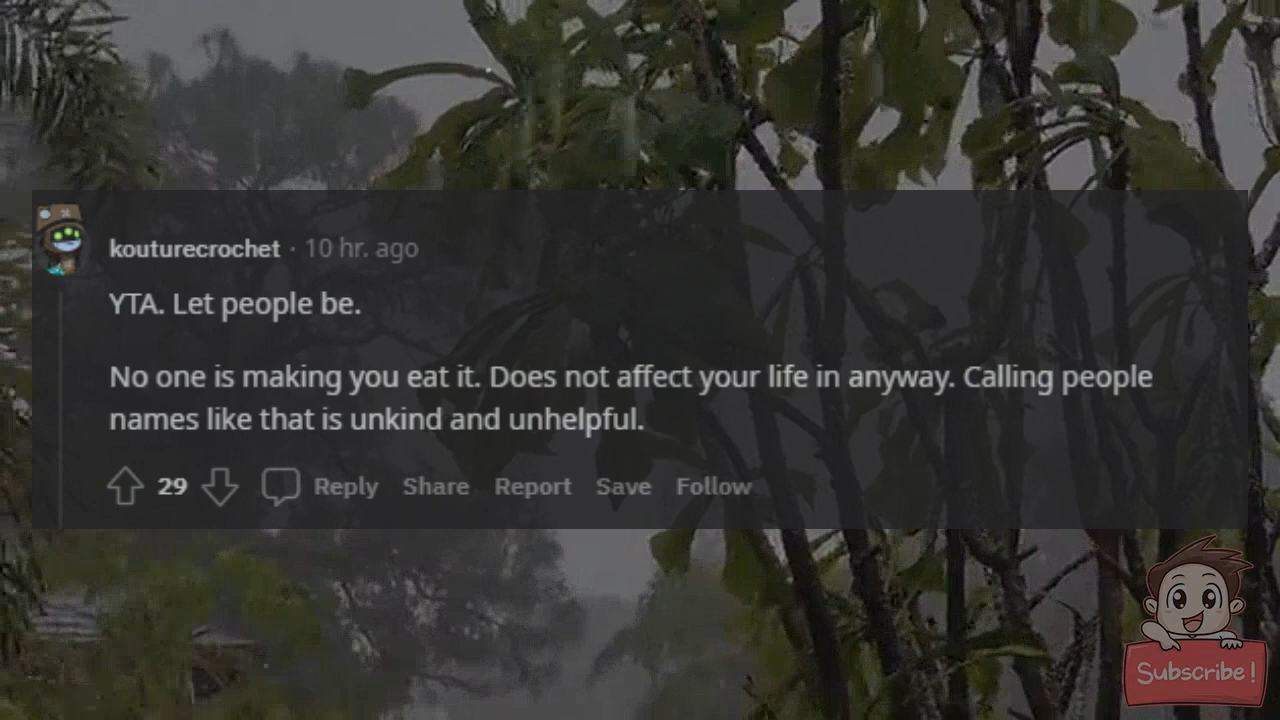 kouturecrochet · 10 hr. ago
YTA. Let people be.
No one is making you eat it. Does not affect your life in anyway. Calling people
names like that is unkind and unhelpful.
29 Reply Share Report Save Follow
Subscribe!